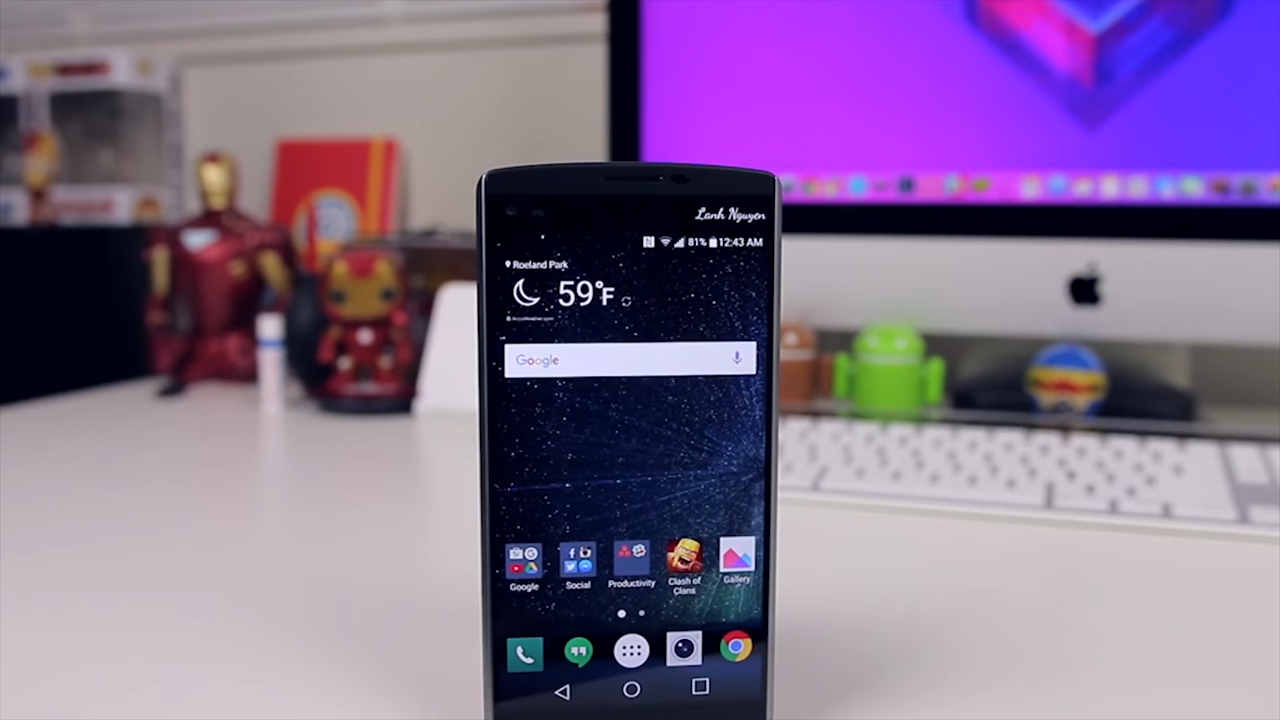 Lanh Nguyen
81% 12:43 AM
Roeland Park
59°F
Google
Google
Social
Productivity
Clash of
Clans
Gallery